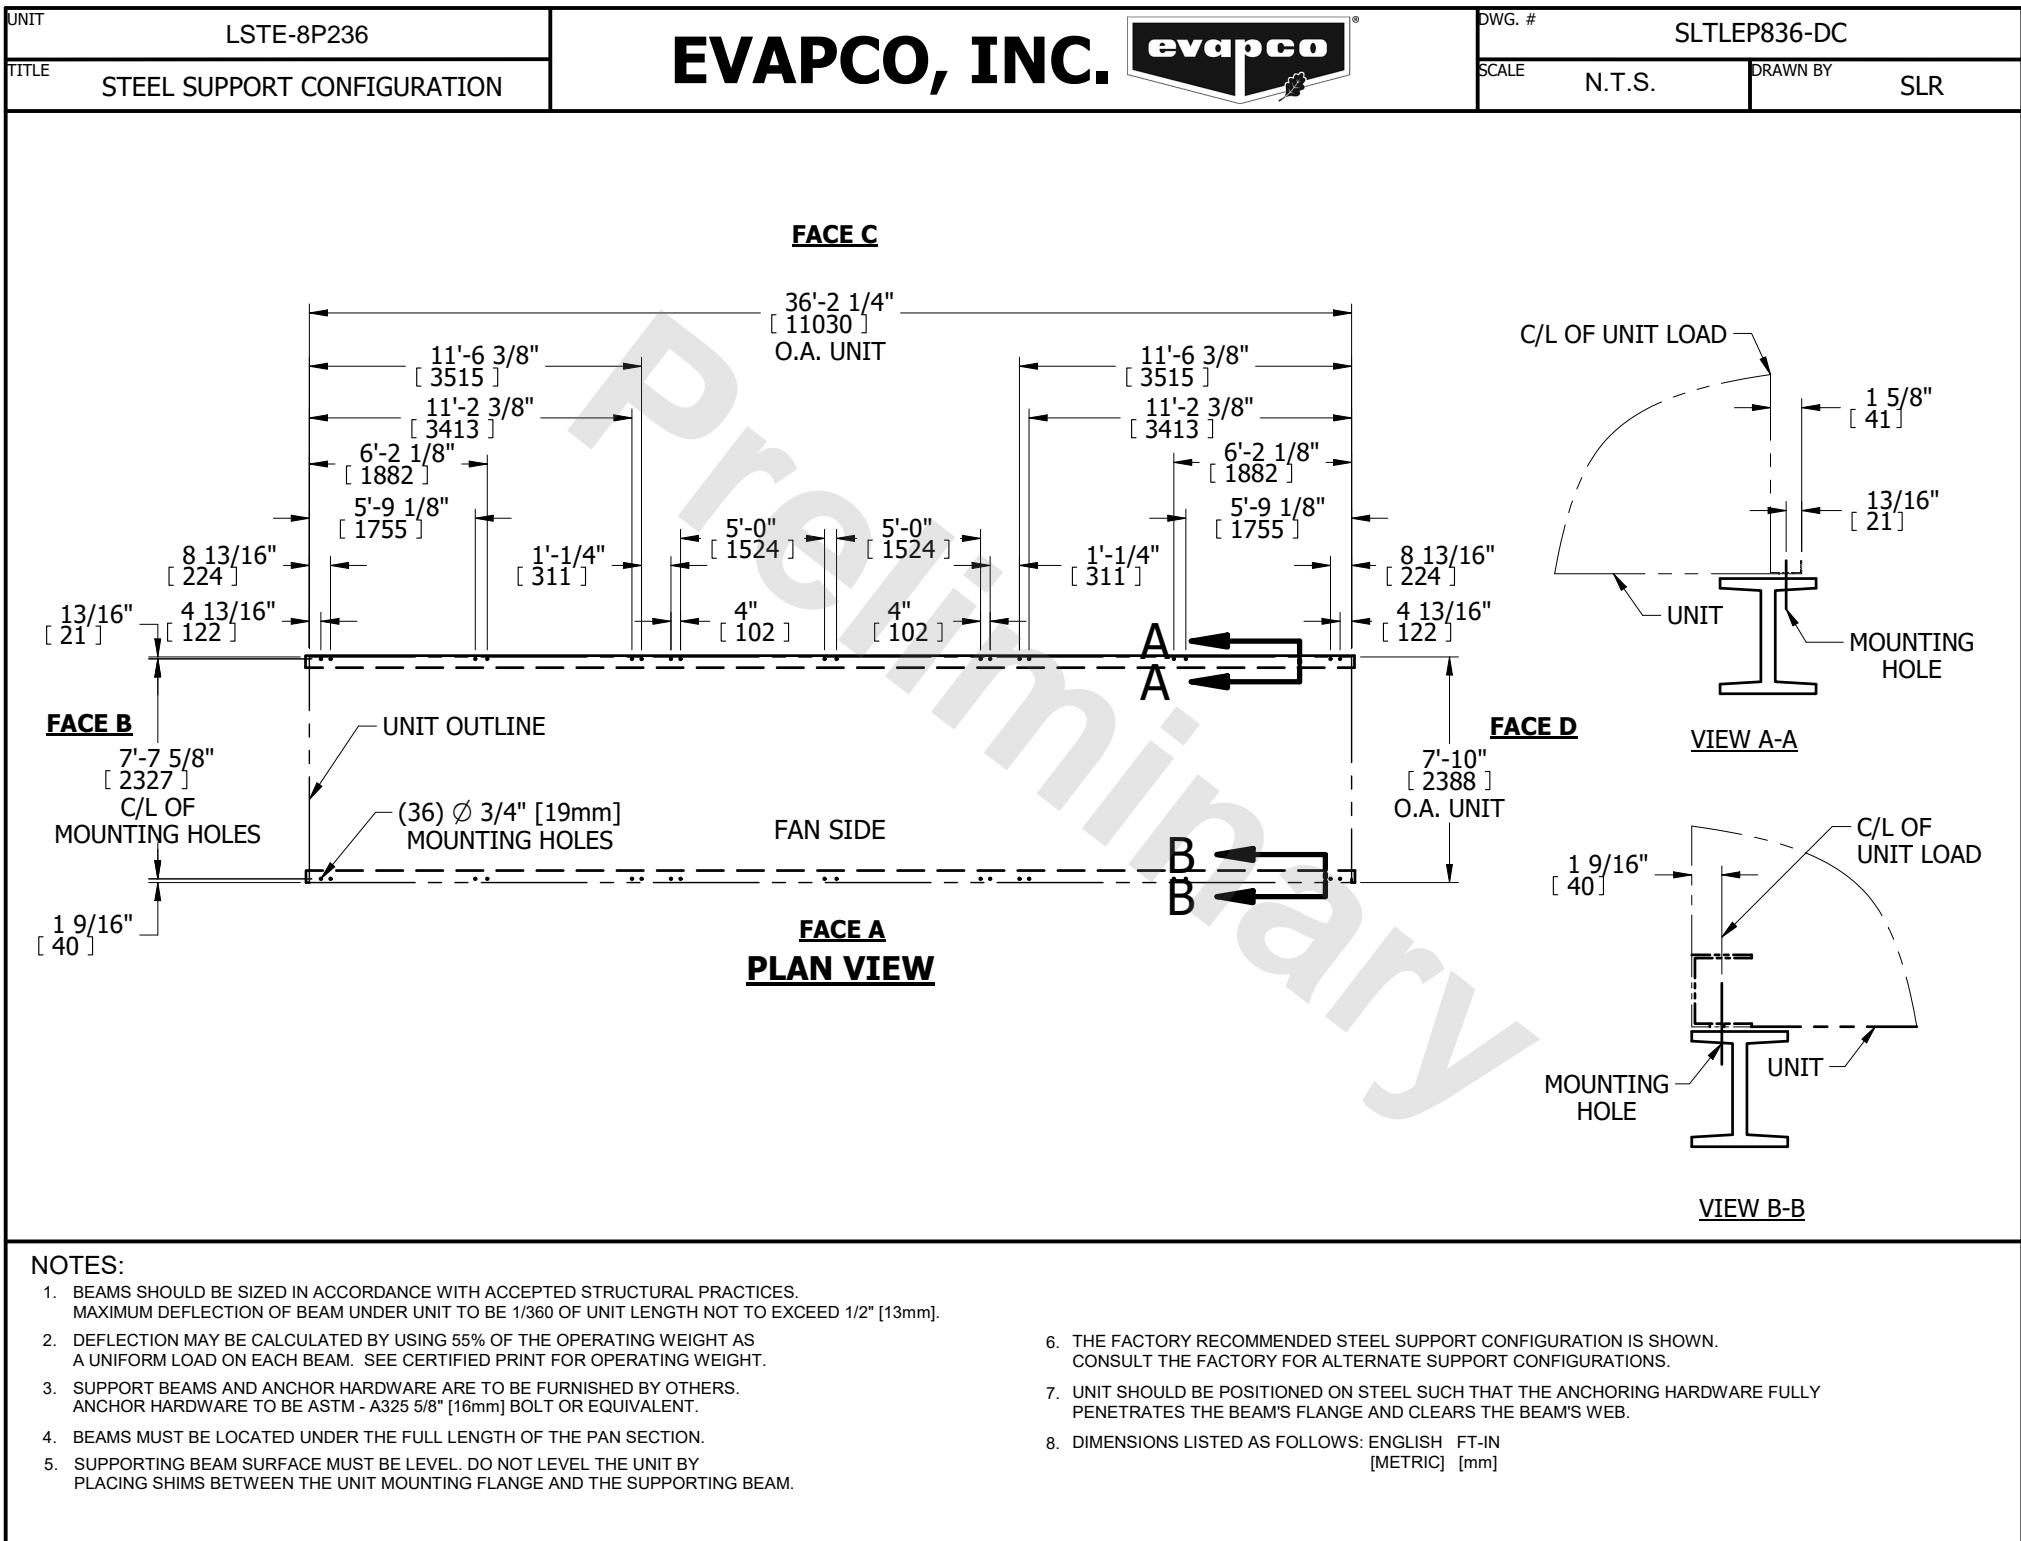 UNIT
LSTE-8P236
TITLE
STEEL SUPPORT CONFIGURATION
EVAPCO, INC.
evapco
®
DWG. #
SLTLEP836-DC
SCALE
N.T.S.
DRAWN BY
SLR
FACE C
36'-2 1/4"
[ 11030 ]
O.A. UNIT
11'-6 3/8"
[ 3515 ]
11'-6 3/8"
[ 3515 ]
11'-2 3/8"
[ 3413 ]
11'-2 3/8"
[ 3413 ]
6'-2 1/8"
[ 1882 ]
6'-2 1/8"
[ 1882 ]
5'-9 1/8"
[ 1755 ]
5'-0"
[ 1524 ]
5'-0"
[ 1524 ]
5'-9 1/8"
[ 1755 ]
8 13/16"
[ 224 ]
1'-1/4"
[ 311 ]
1'-1/4"
[ 311 ]
8 13/16"
[ 224 ]
13/16"
[ 21 ]
4 13/16"
[ 122 ]
4"
[ 102 ]
4"
[ 102 ]
4 13/16"
[ 122 ]
A
A
FACE B
7'-7 5/8"
[ 2327 ]
C/L OF
MOUNTING HOLES
UNIT OUTLINE
(36) Ø 3/4" [19mm]
MOUNTING HOLES
FAN SIDE
B
B
FACE D
7'-10"
[ 2388 ]
O.A. UNIT
1 9/16"
[ 40 ]
FACE A
PLAN VIEW
Preliminary
C/L OF UNIT LOAD
1 5/8"
[ 41 ]
13/16"
[ 21 ]
UNIT
MOUNTING
HOLE
VIEW A-A
C/L OF
UNIT LOAD
1 9/16"
[ 40 ]
UNIT
MOUNTING
HOLE
VIEW B-B
NOTES:
1. BEAMS SHOULD BE SIZED IN ACCORDANCE WITH ACCEPTED STRUCTURAL PRACTICES.
MAXIMUM DEFLECTION OF BEAM UNDER UNIT TO BE 1/360 OF UNIT LENGTH NOT TO EXCEED 1/2" [13mm].
2. DEFLECTION MAY BE CALCULATED BY USING 55% OF THE OPERATING WEIGHT AS
A UNIFORM LOAD ON EACH BEAM. SEE CERTIFIED PRINT FOR OPERATING WEIGHT.
3. SUPPORT BEAMS AND ANCHOR HARDWARE ARE TO BE FURNISHED BY OTHERS.
ANCHOR HARDWARE TO BE ASTM - A325 5/8" [16mm] BOLT OR EQUIVALENT.
4. BEAMS MUST BE LOCATED UNDER THE FULL LENGTH OF THE PAN SECTION.
5. SUPPORTING BEAM SURFACE MUST BE LEVEL. DO NOT LEVEL THE UNIT BY
PLACING SHIMS BETWEEN THE UNIT MOUNTING FLANGE AND THE SUPPORTING BEAM.
6. THE FACTORY RECOMMENDED STEEL SUPPORT CONFIGURATION IS SHOWN.
CONSULT THE FACTORY FOR ALTERNATE SUPPORT CONFIGURATIONS.
7. UNIT SHOULD BE POSITIONED ON STEEL SUCH THAT THE ANCHORING HARDWARE FULLY
PENETRATES THE BEAM'S FLANGE AND CLEARS THE BEAM'S WEB.
8. DIMENSIONS LISTED AS FOLLOWS: ENGLISH FT-IN
[METRIC] [mm]